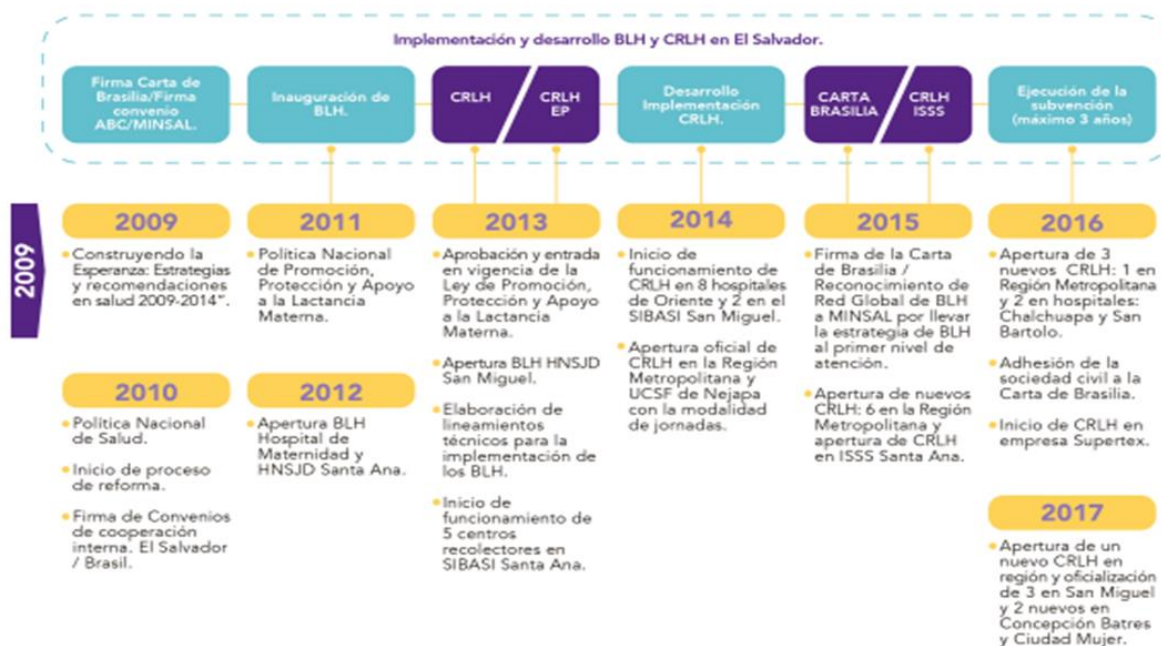 Implementación y desarrollo BLH y CRLH en El Salvador.
Firma Carta de
Brasilia/Firma
convenio
ABC/MINSAL.
Inauguración de
BLH.
CRLH
CRLH
EP
Desarrollo
Implementación
CRLH.
CARTA
BRASILIA
CRLH
ISSS
Ejecución de la
subvención
(máximo 3 años)
2009
2009
Construyendo la
Esperanza: Estrategias
y recomendaciones
en salud 2009-2014”.
2010
Política Nacional
de Salud.
Inicio de proceso
de reforma.
Firma de Convenios
de cooperación
interna. El Salvador
/ Brasil.
2011
Política Nacional
de Promoción,
Protección y Apoyo
a la Lactancia
Materna.
2012
Apertura BLH
Hospital de
Maternidad y
HNSJD Santa Ana.
2013
Aprobación y entrada
en vigencia de la
Ley de Promoción,
Protección y Apoyo
a la Lactancia
Materna.
Apertura BLH HNSJD
San Miguel.
Elaboración de
lineamientos
técnicos para la
implementación de
los BLH.
Inicio de
funcionamiento de
5 centros
recolectores en
SIBASI Santa Ana.
2014
Inicio de
funcionamiento de
CRLH en 8 hospitales
de Oriente y 2 en el
SIBASI San Miguel.
Apertura oficial de
CRLH en la Región
Metropolitana y
UCSF de Nejapa
con la modalidad
de jornadas.
2015
Firma de la Carta
de Brasilia /
Reconocimiento de
Red Global de BLH
a MINSAL por llevar
la estrategia de BLH
al primer nivel de
atención.
Apertura de nuevos
CRLH: 6 en la Región
Metropolitana y
apertura de CRLH
en ISSS Santa Ana.
2016
Apertura de 3
nuevos CRLH: 1 en
Región Metropolitana
y 2 en hospitales:
Chalchuapa y San
Bartolo.
Adhesión de la
sociedad civil a la
Carta de Brasilia.
Inicio de CRLH en
empresa Supertex.
2017
Apertura de un
nuevo CRLH en
región y oficialización
de 3 en San Miguel
y 2 nuevos en
Concepción Batres
y Ciudad Mujer.